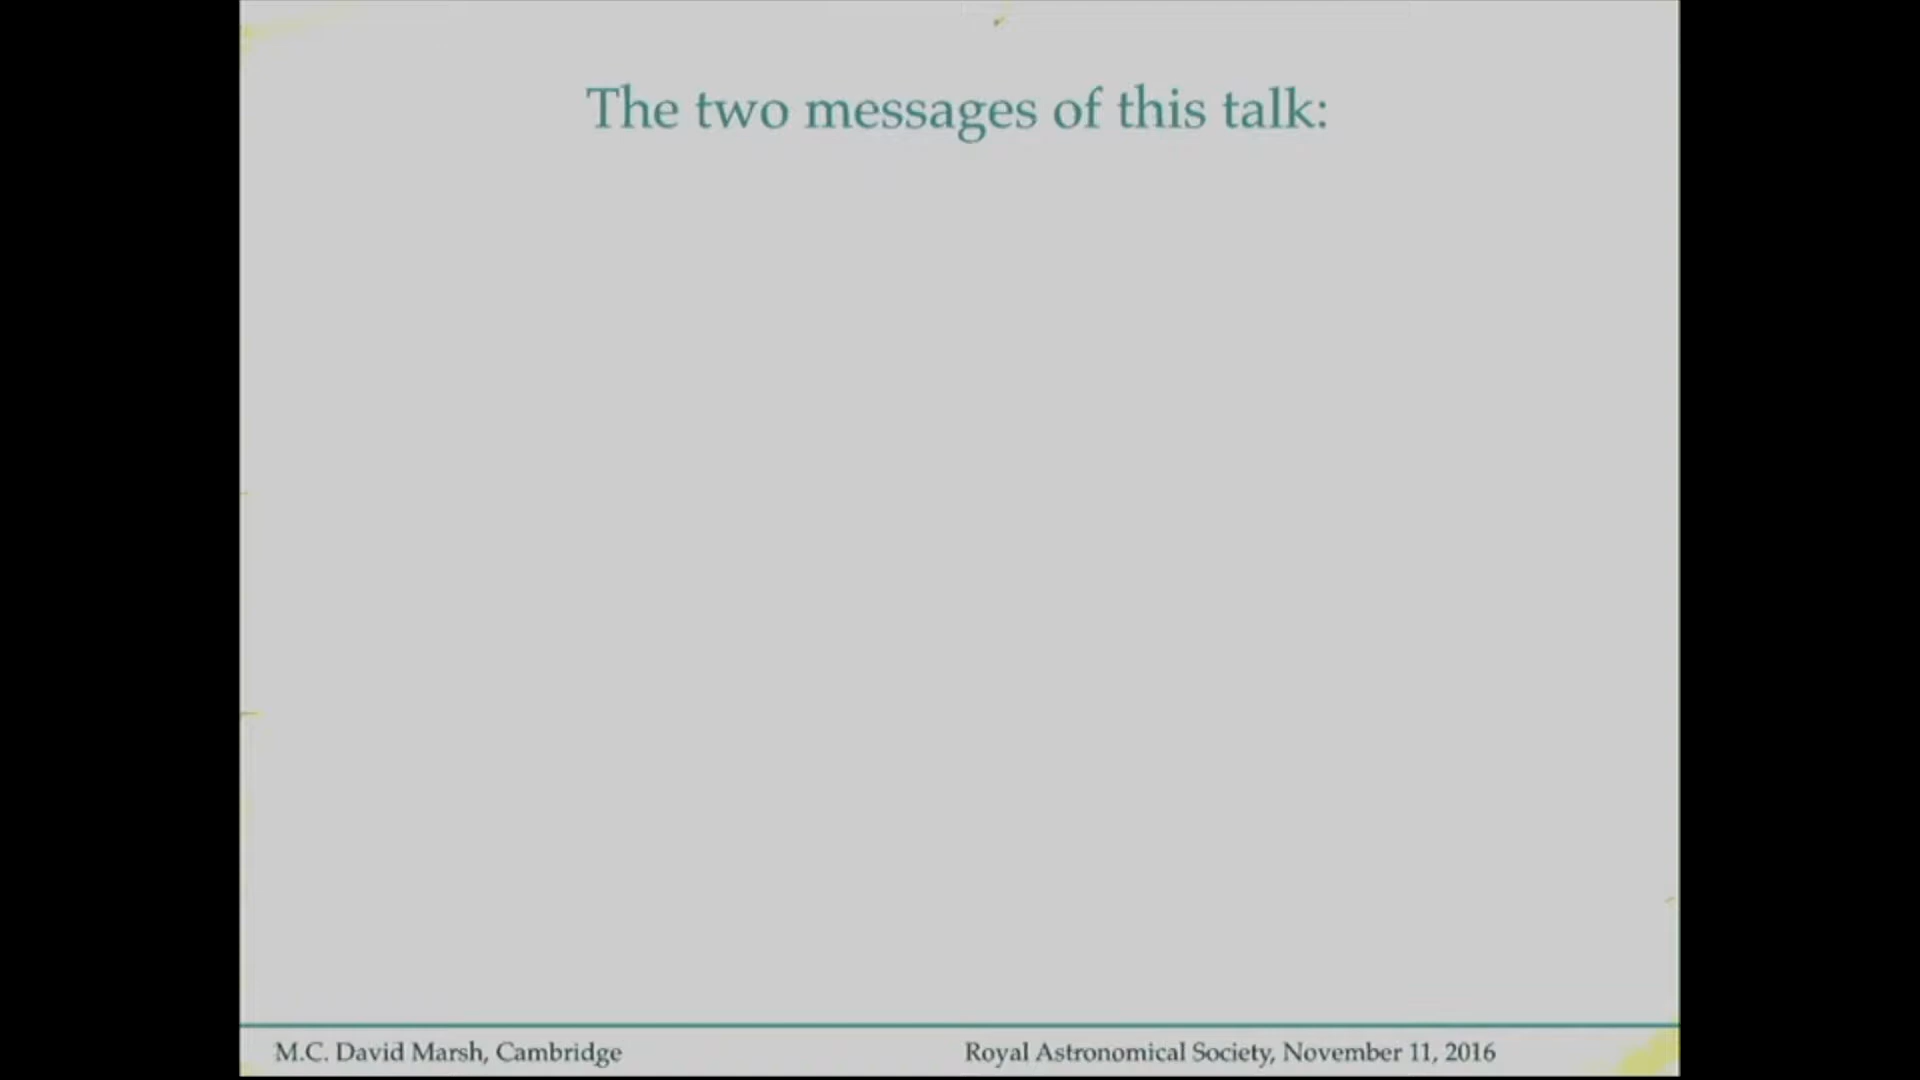 The two messages of this talk:
M.C. David Marsh, Cambridge
Royal Astronomical Society, November 11, 2016